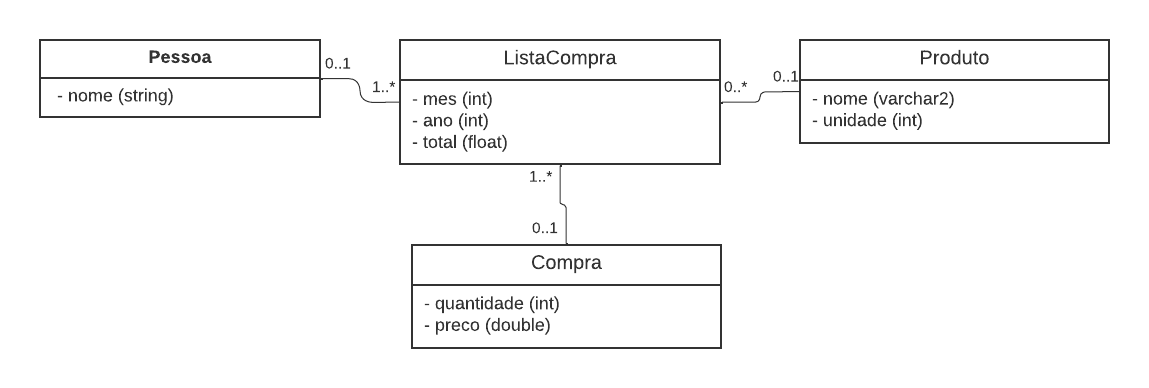 Pessoa
- nome (string)
0..1
1..*
ListaCompra
- mes (int)
- ano (int)
- total (float)
0..*
0..1
Produto
- nome (varchar2)
- unidade (int)
1..*
0..1
Compra
- quantidade (int)
- preco (double)